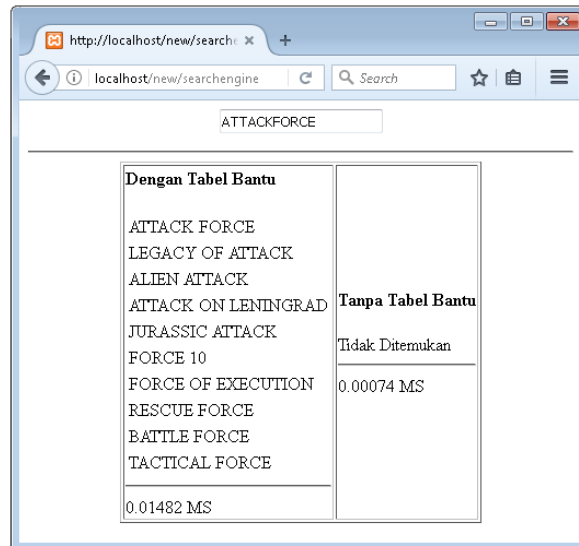 http://localhost/new/searche
localhost/new/searchengine
Search
ATTACKFORCE
Dengan Tabel Bantu
ATTACK FORCE
LEGACY OF ATTACK
ALIEN ATTACK
ATTACK ON LENINGRAD
JURASSIC ATTACK
FORCE 10
FORCE OF EXECUTION
RESCUE FORCE
BATTLE FORCE
TACTICAL FORCE
0.01482 MS
Tanpa Tabel Bantu
Tidak Ditemukan
0.00074 MS